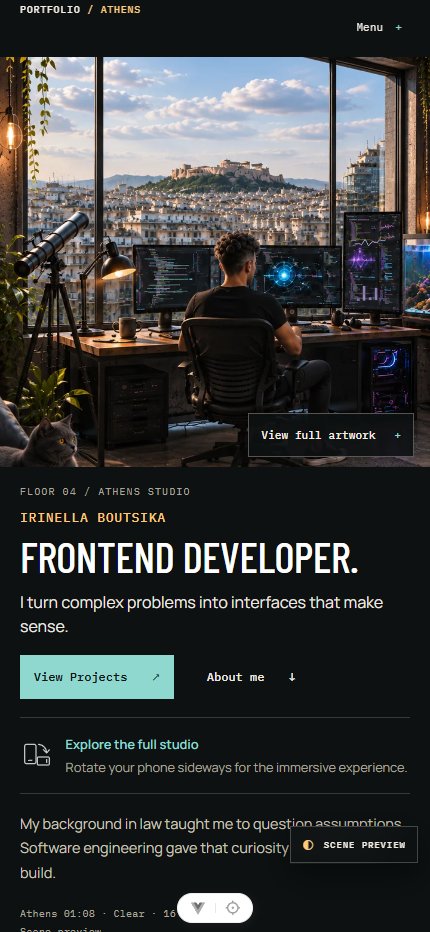 PORTFOLIO / ATHENS
Menu +
View full artwork +
FLOOR 04 / ATHENS STUDIO
IRINELLA BOUTSIKA
FRONTEND DEVELOPER.
I turn complex problems into interfaces that make
sense.
View Projects ↗
About me ↓
Explore the full studio
Rotate your phone sideways for the immersive experience.
My background in law taught me to question assumptions.
Software engineering gave that curiosity
build.
SCENE PREVIEW
Athens 01:08 · Clear · 16
Scene preview